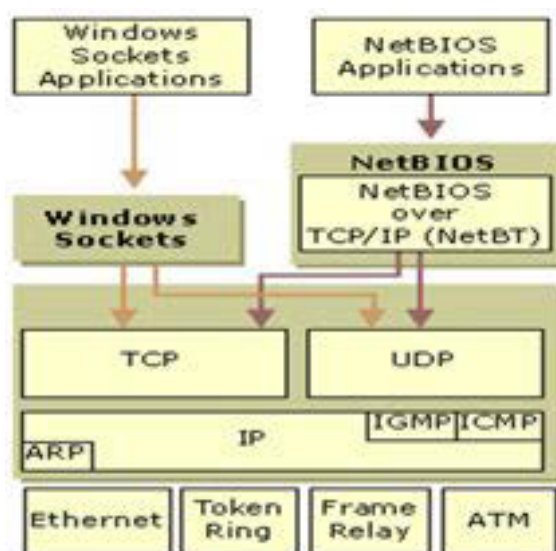 Windows
Sockets
Applications
NetBIOS
Applications
NetBIOS
NetBIOS
over
TCP/IP (NetBT)
Windows
Sockets
TCP
UDP
IP
IGMP ICMP
ARP
Ethernet
Token
Ring
Frame
Relay
ATM